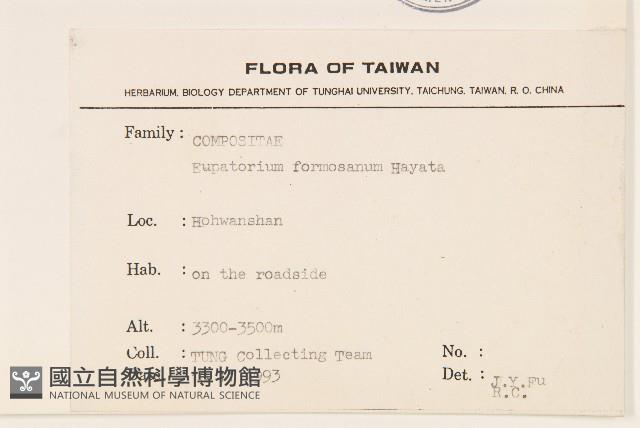 FLORA OF TAIWAN
HERBARIUM, BIOLOGY DEPARTMENT OF TUNGHAI UNIVERSITY, TAICHUNG, TAIWAN, R. O. CHINA
Family : COMPOSITAE
Eupatorium formosanum Hayata
Loc. : Hohwanshan
Hab. : on the roadside
Alt. : 3300-3500m
Coll. : TUNG Collecting Team No. :
93 Det. : J.Y.Fu
R.C.
國立自然科學博物館
NATIONAL MUSEUM OF NATURAL SCIENCE